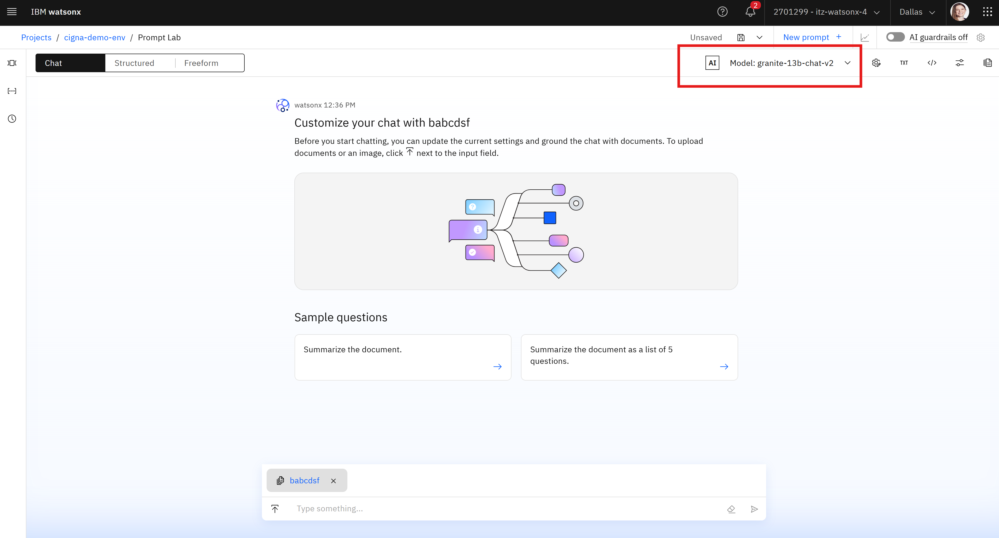 IBM watsonx
2
2701299 - itz-watsonx-4
Dallas
Projects / cigna-demo-env / Prompt Lab
Unsaved
New prompt +
AI guardrails off
Chat
Structured
Freeform
AI
Model: granite-13b-chat-v2
TXT
watsonx 12:36 PM
Customize your chat with babcdsf
Before you start chatting, you can update the current settings and ground the chat with documents. To upload
documents or an image, click next to the input field.
Sample questions
Summarize the document.
Summarize the document as a list of 5
questions.
babcdsf
Type something...